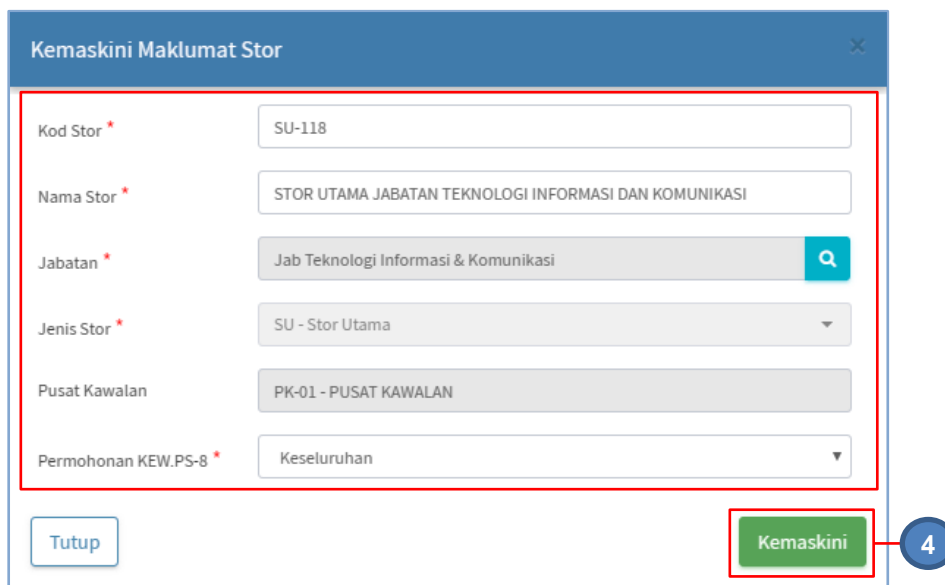 Kemaskini Maklumat Stor ×
Kod Stor * SU-118
Nama Stor * STOR UTAMA JABATAN TEKNOLOGI INFORMASI DAN KOMUNIKASI
Jabatan * Jab Teknologi Informasi & Komunikasi
Jenis Stor * SU - Stor Utama
Pusat Kawalan PK-01 - PUSAT KAWALAN
Permohonan KEW.PS-8 * Keseluruhan
Tutup Kemaskini 4